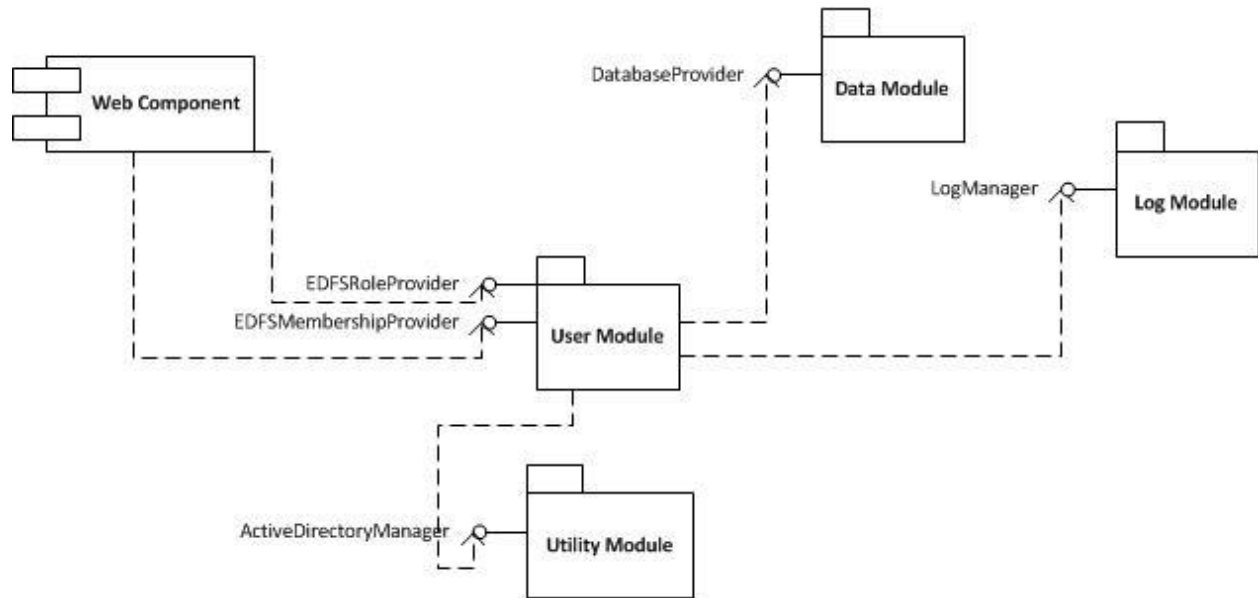 DatabaseProvider
Data Module
Web Component
LogManager
Log Module
EDFSRoleProvider
EDFSMembershipProvider
User Module
ActiveDirectoryManager
Utility Module